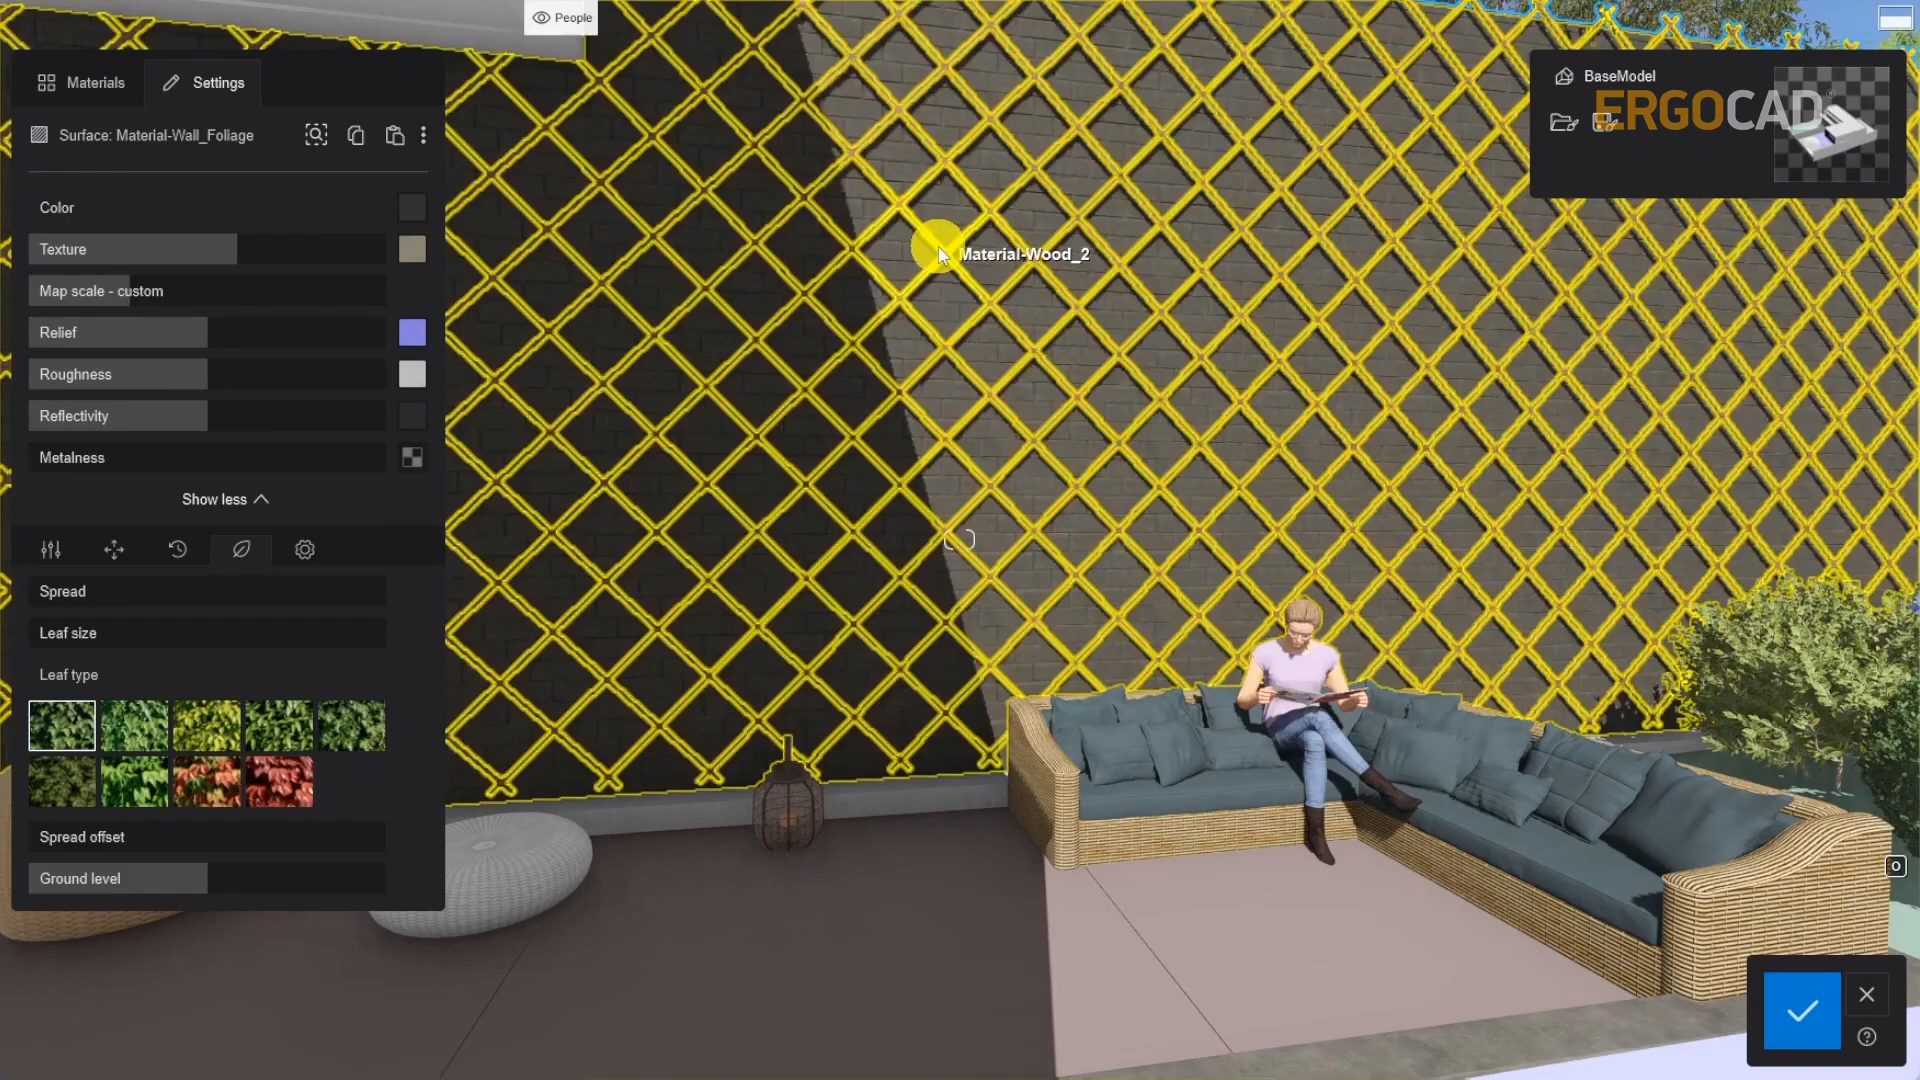 People
Materials
Settings
Surface: Material-Wall_Foliage
Color
Texture
Map scale - custom
Relief
Roughness
Reflectivity
Metalness
Show less
Spread
Leaf size
Leaf type
Spread offset
Ground level
Material-Wood_2
BaseModel
ERGOCAD
O